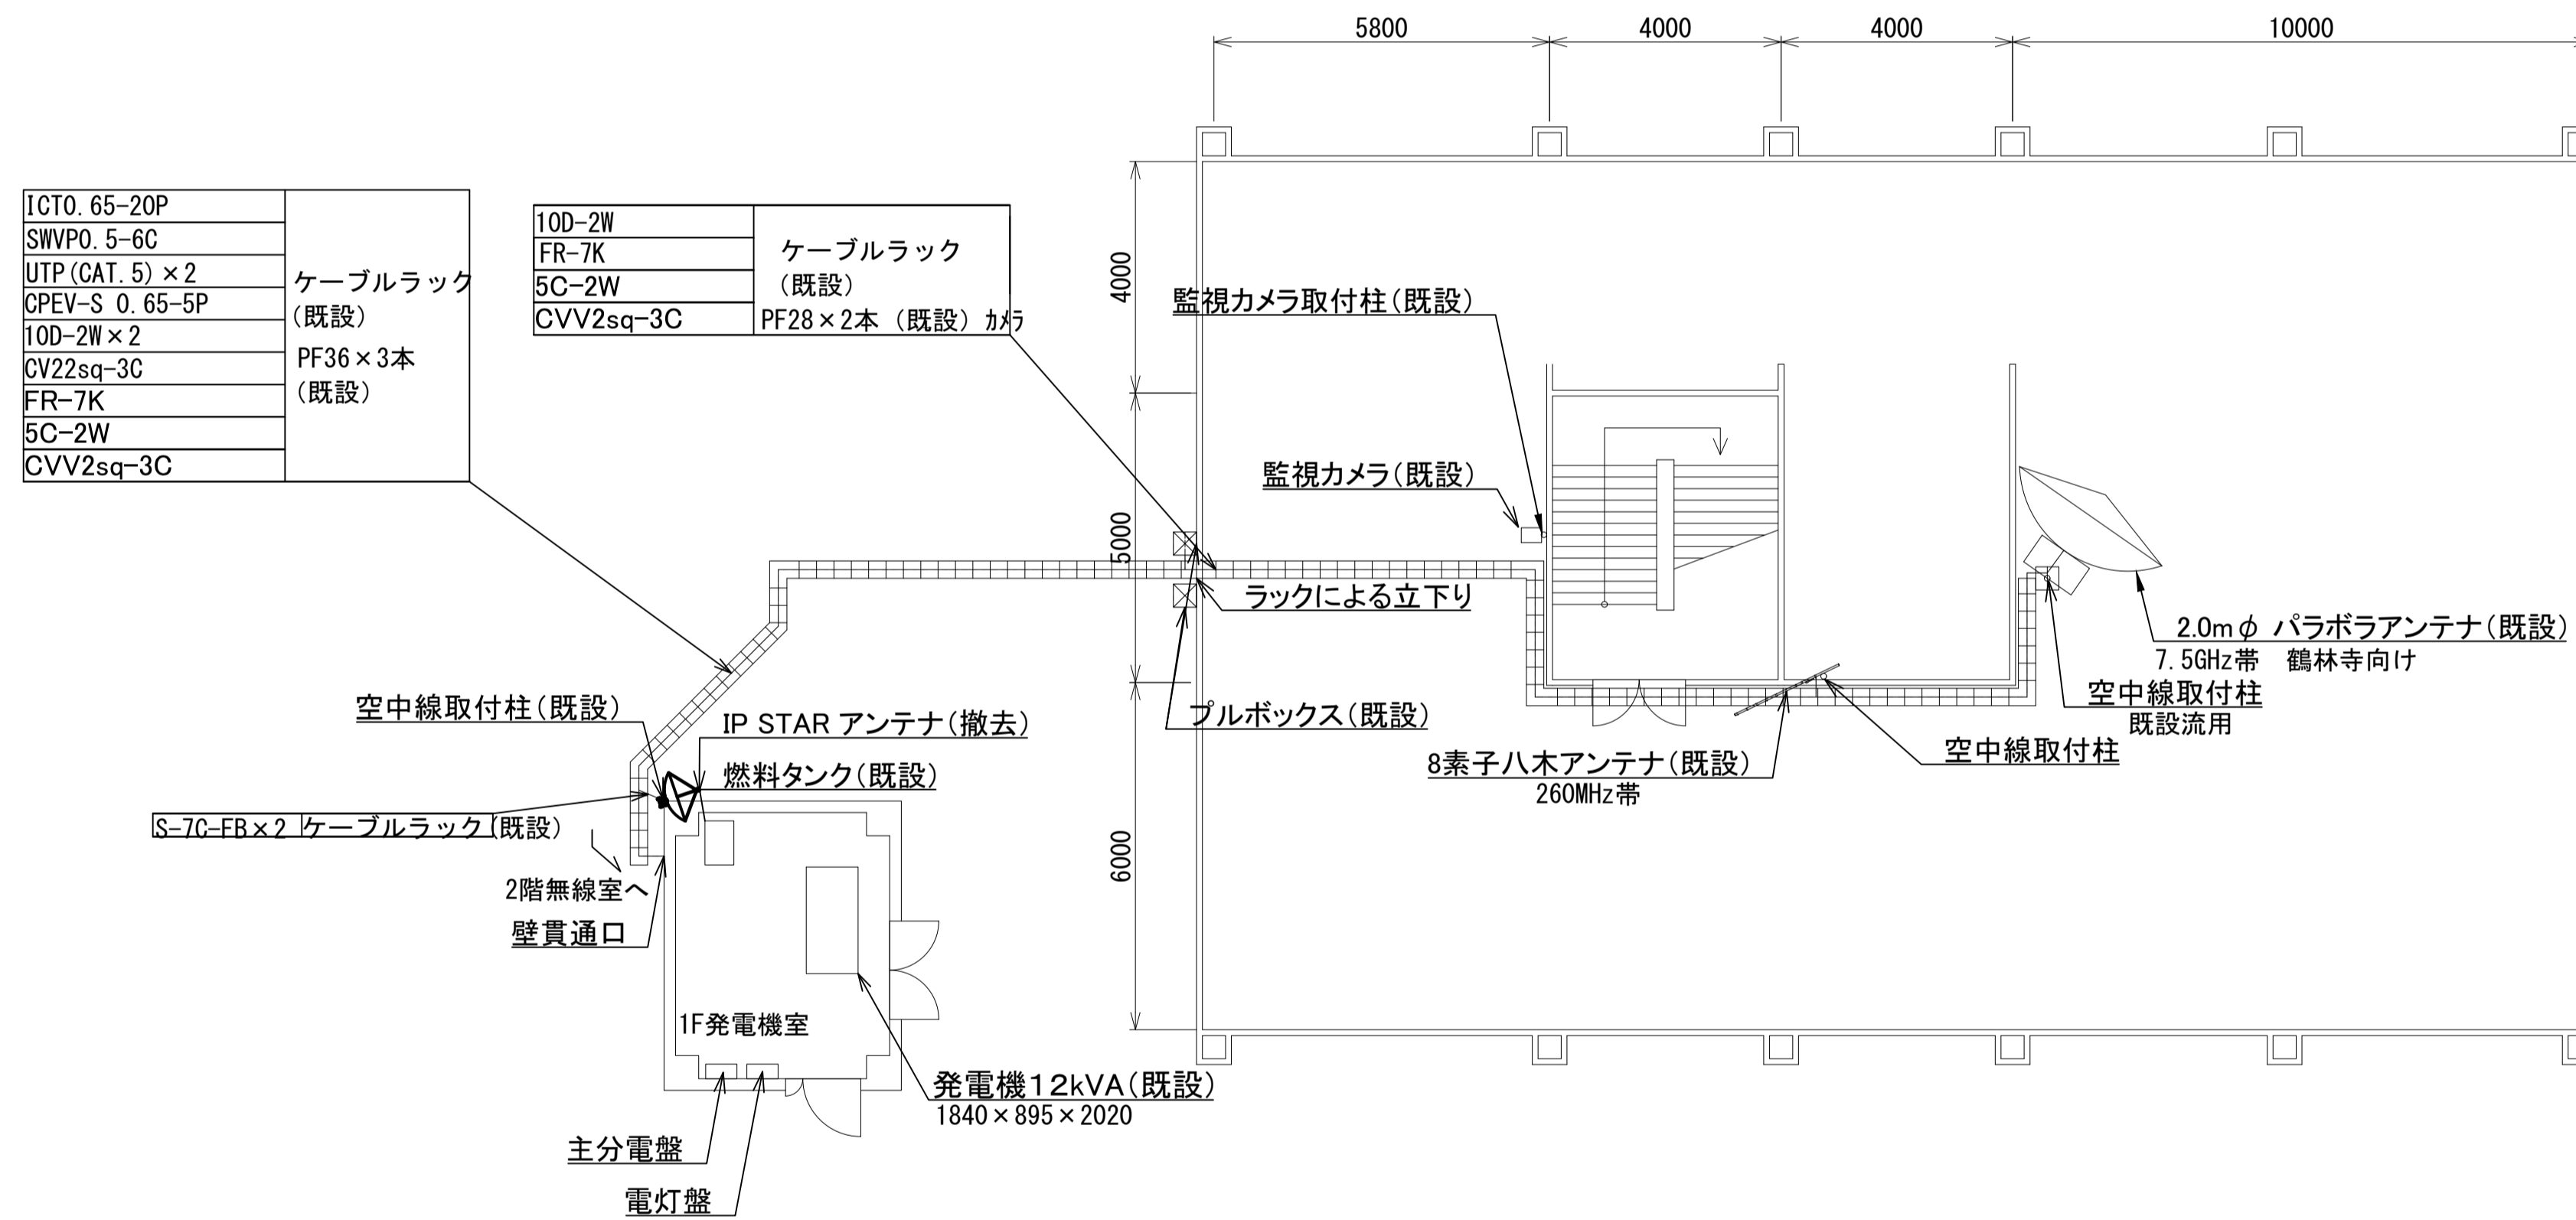 5800
4000
4000
10000
ICT0.65-20P
SWVP0.5-6C
UTP(CAT.5)×2
CPEV-S 0.65-5P
10D-2W×2
CV22sq-3C
FR-7K
5C-2W
CVV2sq-3C
ケーブルラック
(既設)
PF36×3本
(既設)
10D-2W
FR-7K
5C-2W
CVV2sq-3C
ケーブルラック
(既設)
PF28×2本 (既設) ｶﾒﾗ
4000
5000
6000
監視カメラ取付柱(既設)
監視カメラ(既設)
ラックによる立下り
プルボックス(既設)
2.0mφ パラボラアンテナ(既設)
7.5GHz帯 鶴林寺向け
空中線取付柱
既設流用
空中線取付柱
8素子八木アンテナ(既設)
260MHz帯
空中線取付柱(既設)
IP STAR アンテナ(撤去)
燃料タンク(既設)
S-7C-FB×2 ケーブルラック(既設)
2階無線室へ
壁貫通口
1F発電機室
発電機12kVA(既設)
1840×895×2020
主分電盤
電灯盤